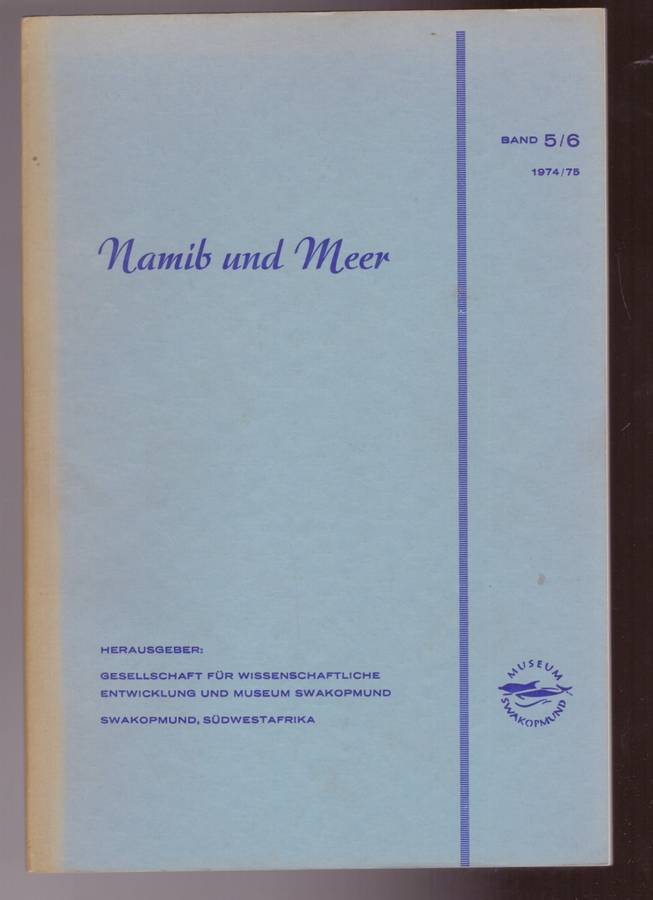 BAND 5/6
1974/75
Namib und Meer
HERAUSGEBER:
GESELLSCHAFT FÜR WISSENSCHAFTLICHE
ENTWICKLUNG UND MUSEUM SWAKOPMUND
SWAKOPMUND, SÜDWESTAFRIKA
MUSEUM
SWAKOPMUND